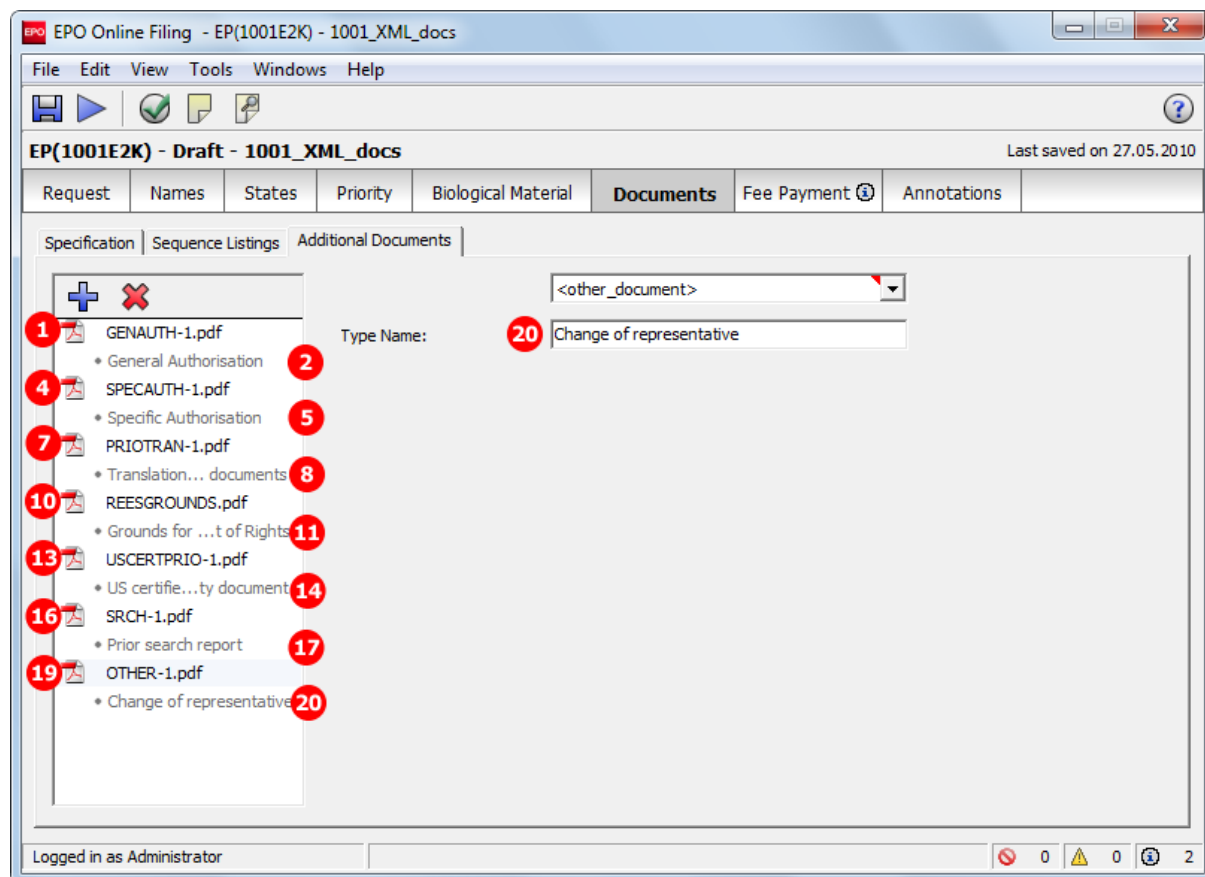 EPO EPO Online Filing - EP(1001E2K) - 1001_XML_docs
File Edit View Tools Windows Help
EP(1001E2K) - Draft - 1001_XML_docs Last saved on 27.05.2010
Request Names States Priority Biological Material Documents Fee Payment Annotations
Specification Sequence Listings Additional Documents
<other_document>
1 GENAUTH-1.pdf Type Name: 20 Change of representative
• General Authorisation 2
4 SPECAUTH-1.pdf
• Specific Authorisation 5
7 PRIOTRAN-1.pdf
• Translation... documents 8
10 REESGROUNDS.pdf
• Grounds for ...t of Rights 11
13 USCERTPRIO-1.pdf
• US certifie...ty document 14
16 SRCH-1.pdf
• Prior search report 17
19 OTHER-1.pdf
• Change of representative 20
Logged in as Administrator 0 0 2